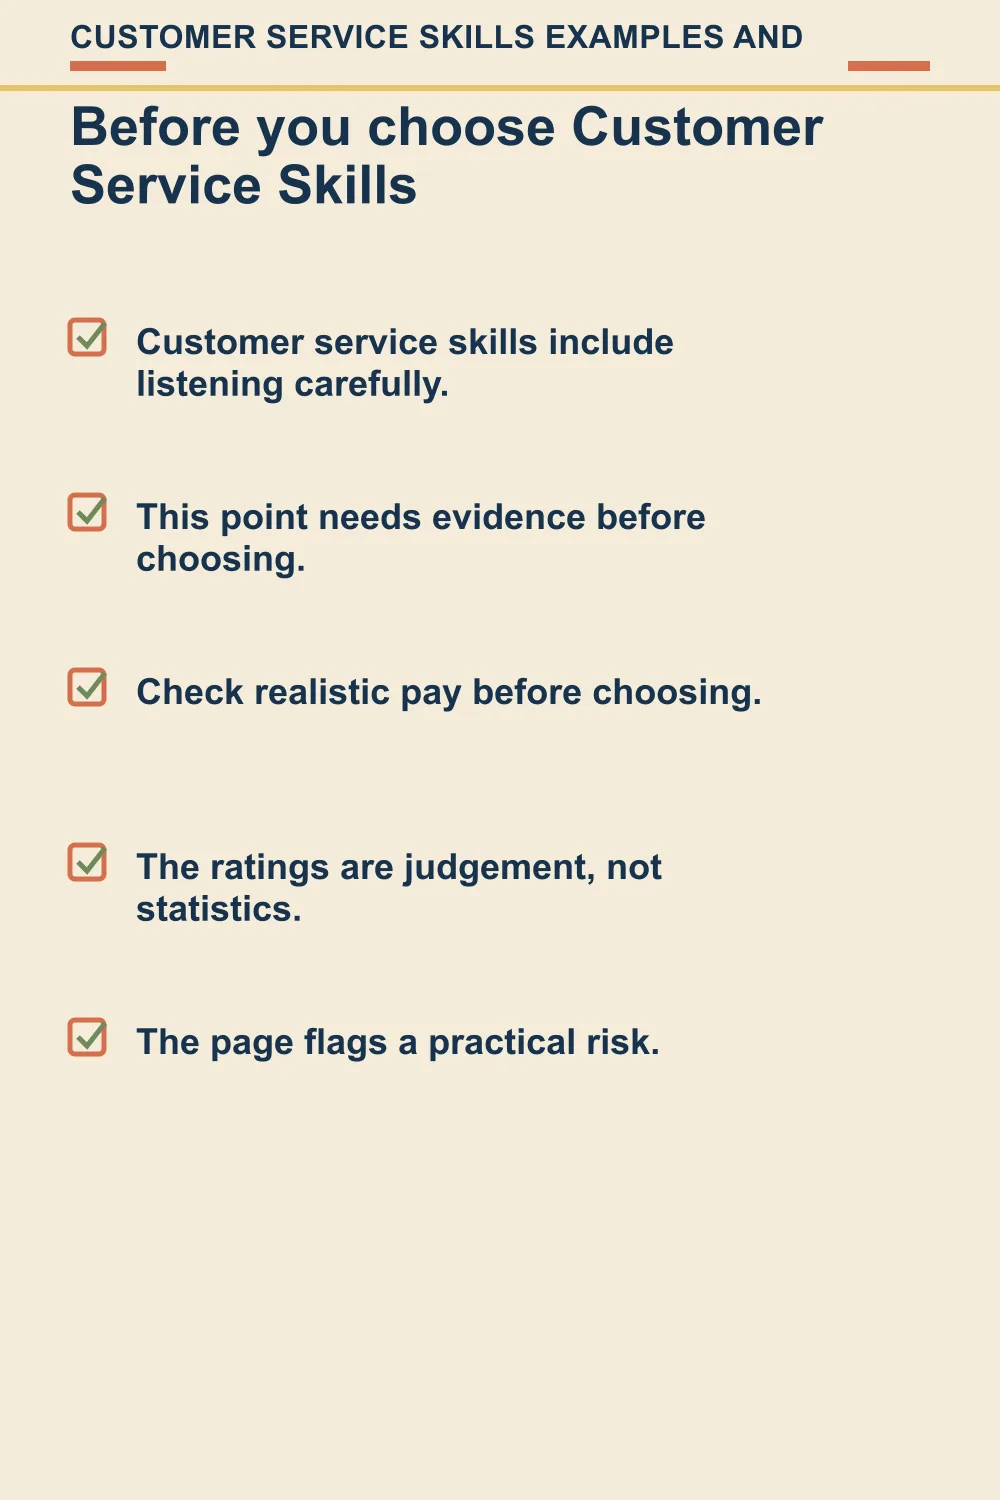 CUSTOMER SERVICE SKILLS EXAMPLES AND
Before you choose Customer
Service Skills
Customer service skills include
listening carefully.
This point needs evidence before
choosing.
Check realistic pay before choosing.
The ratings are judgement, not
statistics.
The page flags a practical risk.